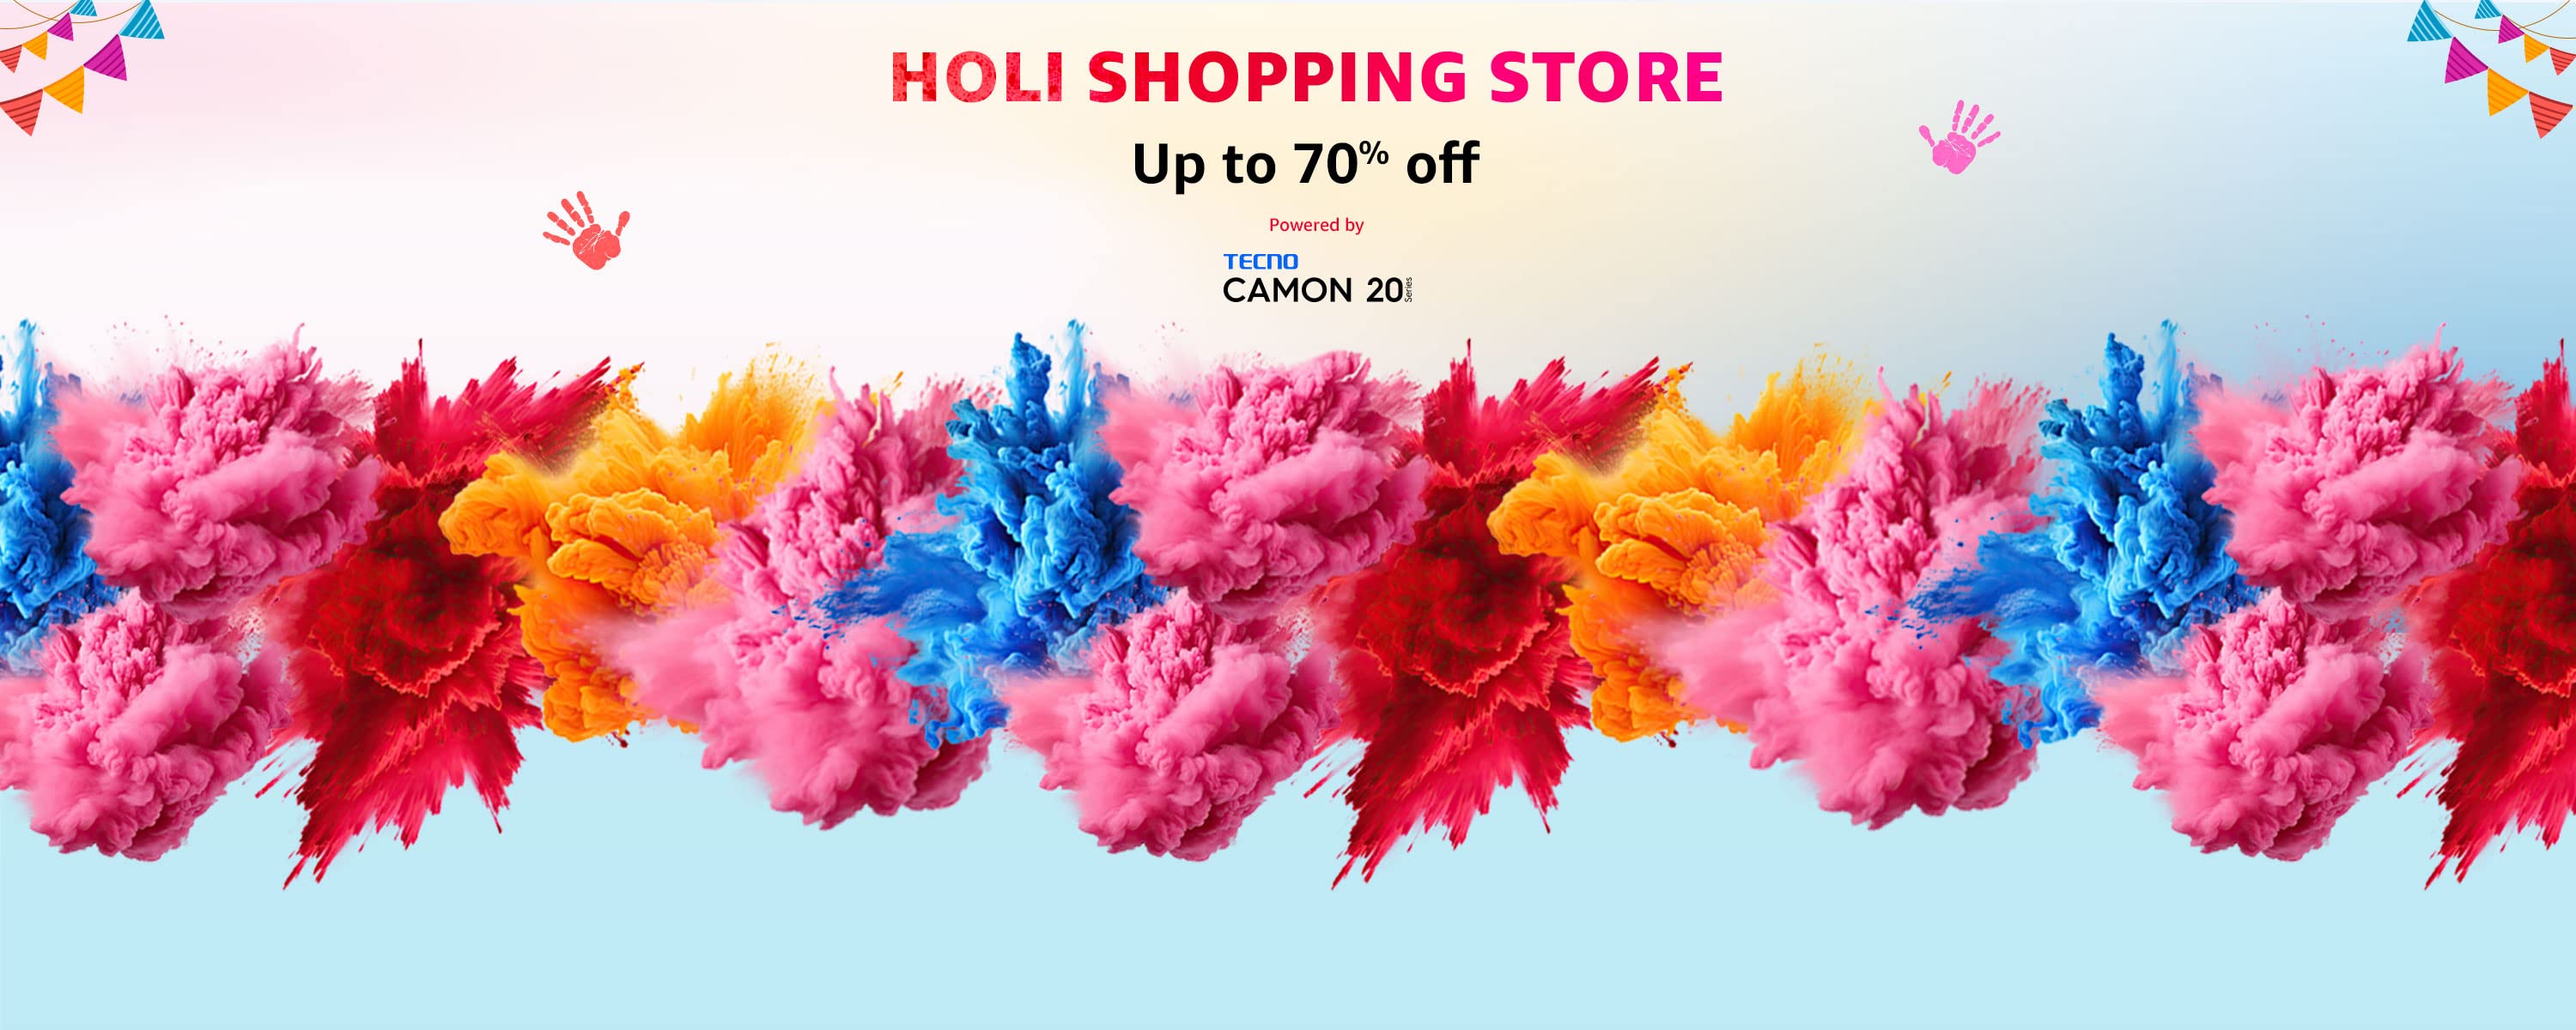 HOLI SHOPPING STORE
Up to 70% off
Powered by
TECNO
CAMON 20 Series